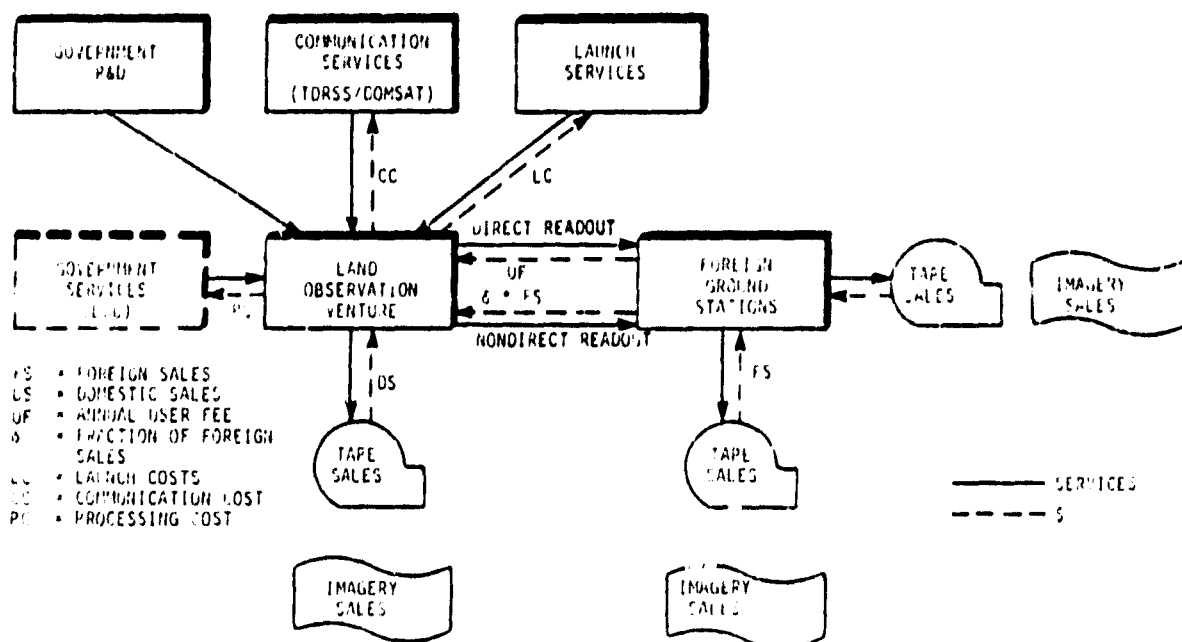 GOVERNMENT
R&D
COMMUNICATION
SERVICES
(TDRSS/DOMSAT)
LAUNCH
SERVICES
CC
LC
DIRECT READOUT
GOVERNMENT
SERVICES
PC
LAND
OBSERVATION
VENTURE
UF
δ * FS
NONDIRECT READOUT
FOREIGN
GROUND
STATIONS
TAPE
SALES
IMAGERY
SALES
DS
FS
FS = FOREIGN SALES
DS = DOMESTIC SALES
UF = ANNUAL USER FEE
δ = FRACTION OF FOREIGN
SALES
LC = LAUNCH COSTS
CC = COMMUNICATION COST
PC = PROCESSING COST
TAPE
SALES
TAPE
SALES
SERVICES
$
IMAGERY
SALES
IMAGERY
SALES